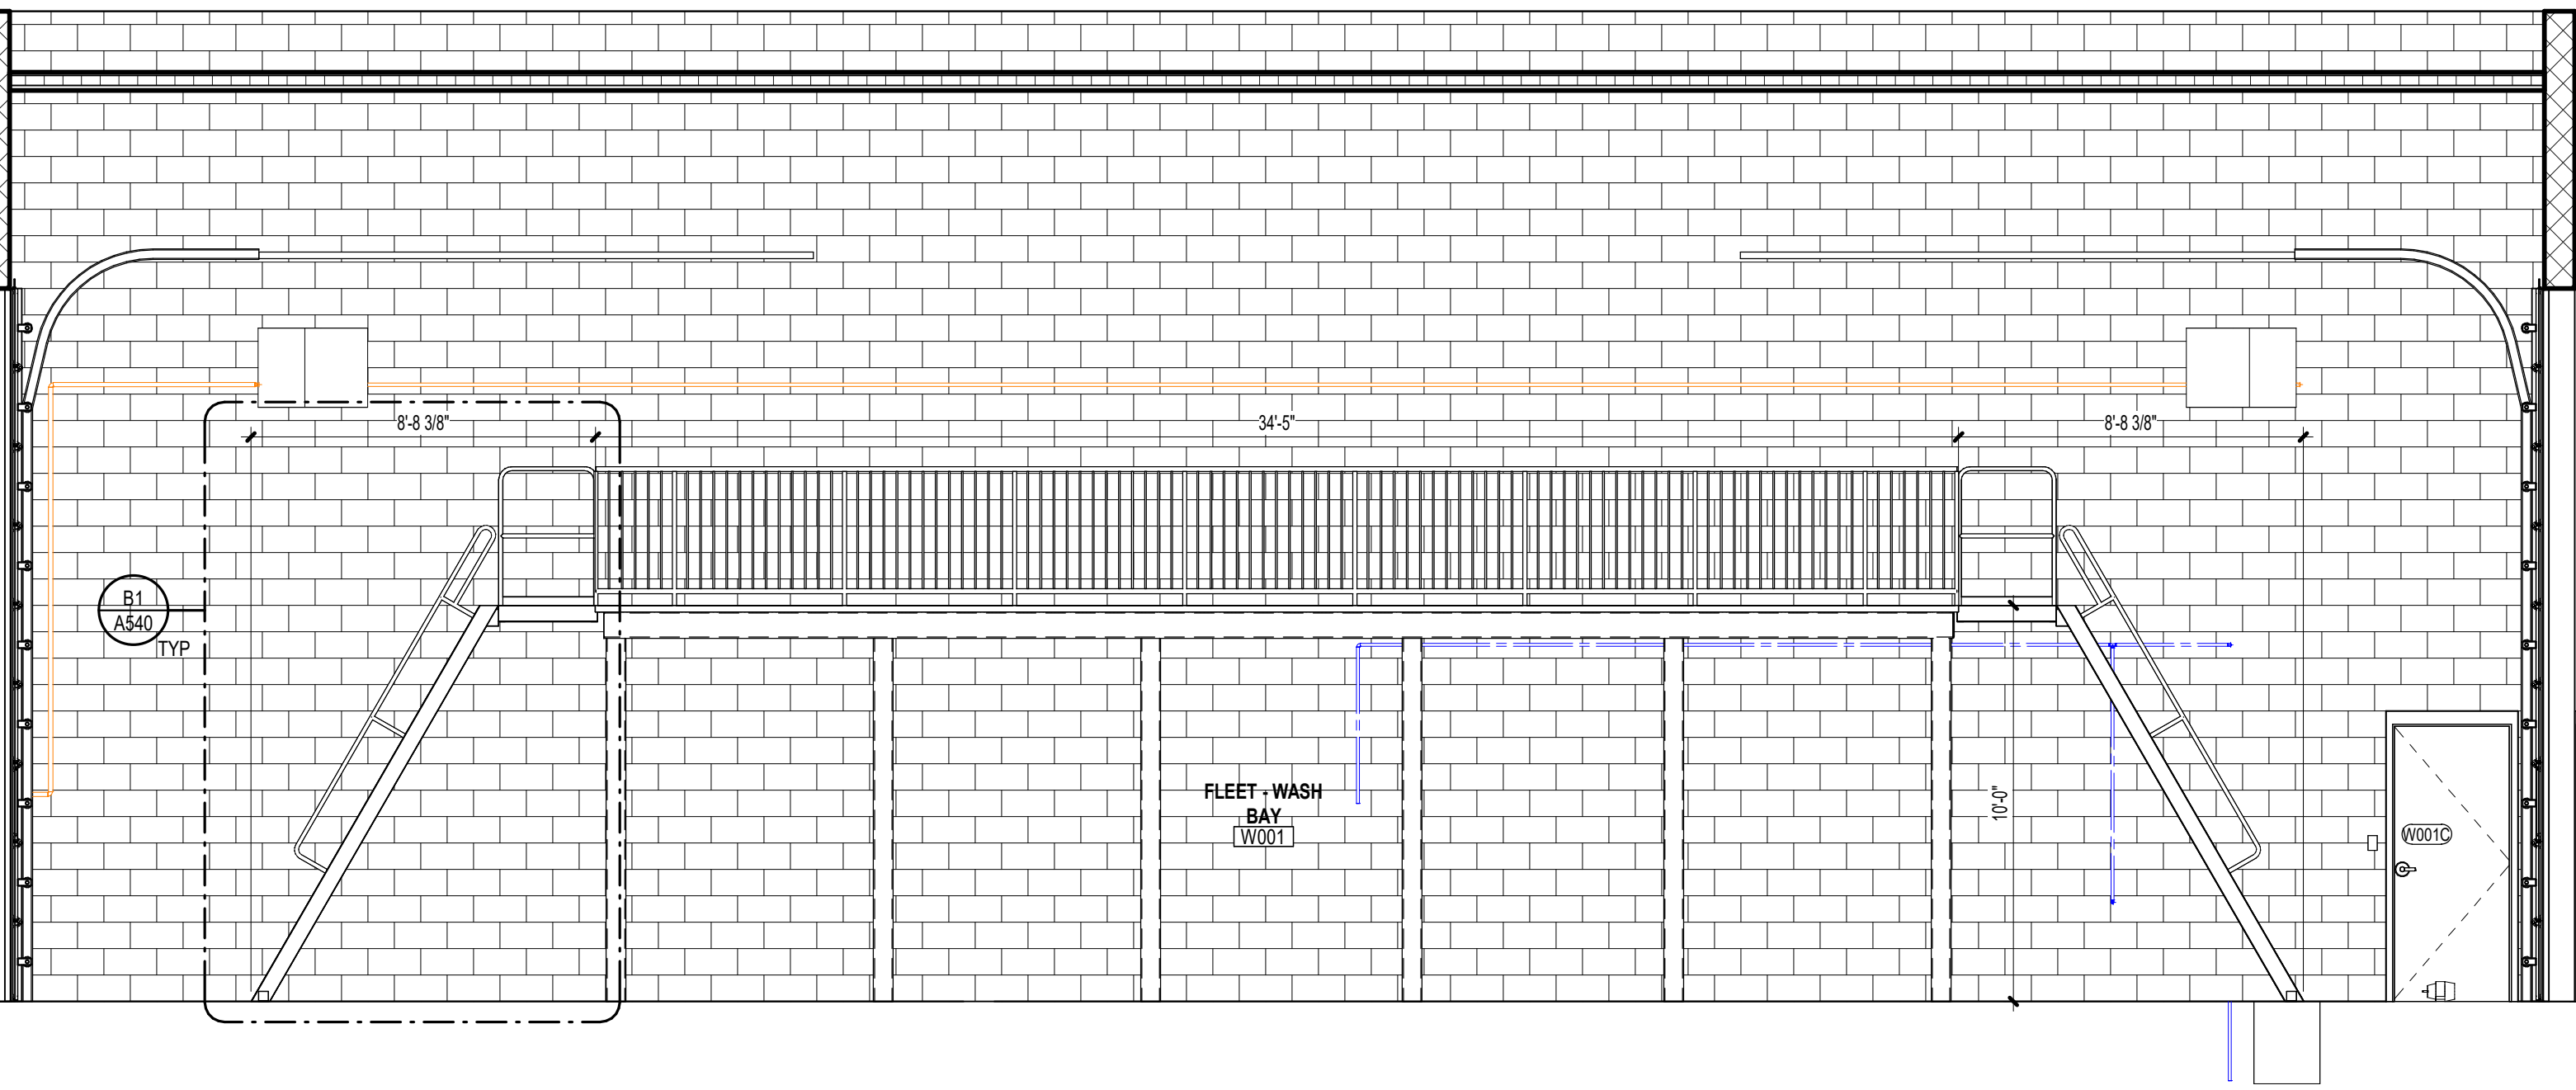 8'-8 3/8"
34'-5"
8'-8 3/8"
B1
A540
TYP
FLEET - WASH
BAY
W001
10'-0"
W001C